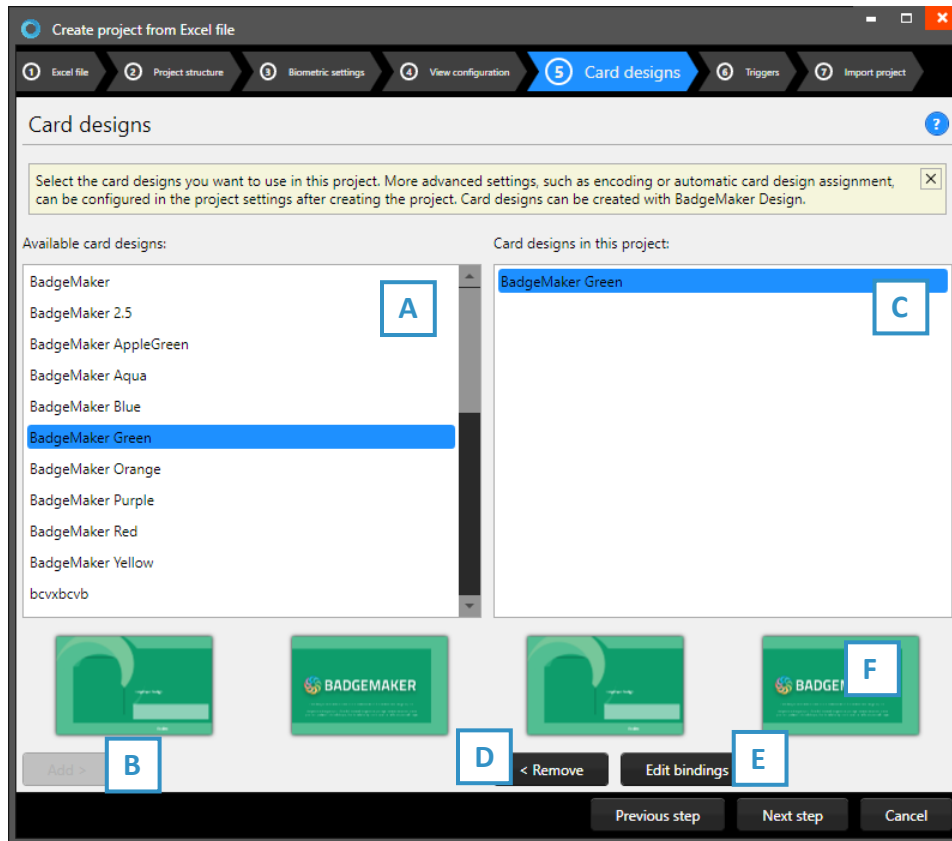 Create project from Excel file
1 Excel file 2 Project structure 3 Biometric settings 4 View configuration 5 Card designs 6 Triggers 7 Import project
Card designs
?
Select the card designs you want to use in this project. More advanced settings, such as encoding or automatic card design assignment,
can be configured in the project settings after creating the project. Card designs can be created with BadgeMaker Design.
Available card designs:
BadgeMaker
A
BadgeMaker 2.5
BadgeMaker AppleGreen
BadgeMaker Aqua
BadgeMaker Blue
BadgeMaker Green
BadgeMaker Orange
BadgeMaker Purple
BadgeMaker Red
BadgeMaker Yellow
bcvxbcvb
Card designs in this project:
BadgeMaker Green
C
BADGEMAKER
F
Add >
B
D
< Remove
Edit bindings
E
Previous step
Next step
Cancel